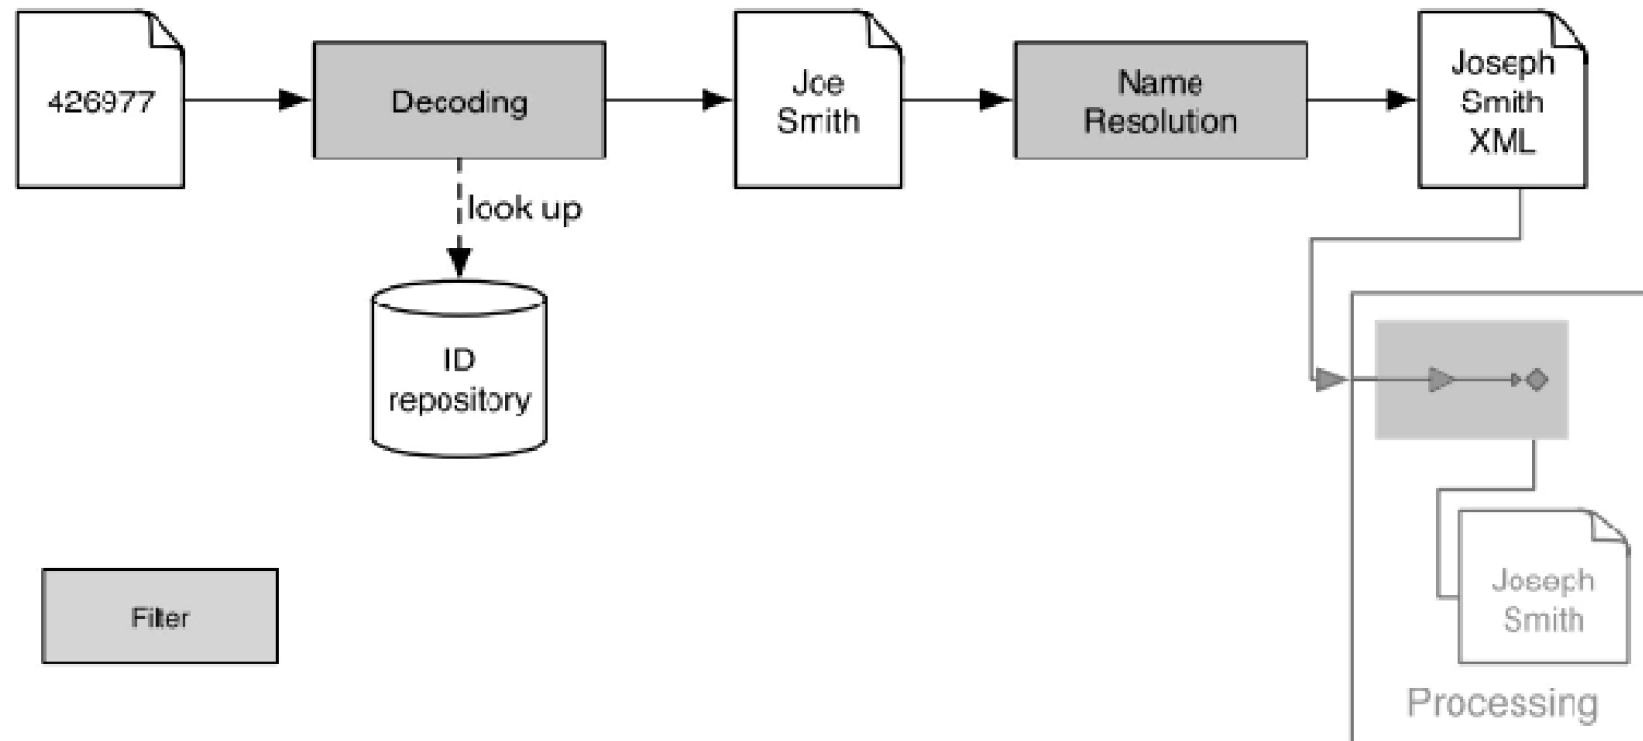 426977
Decoding
Joe
Smith
Name
Resolution
Joseph
Smith
XML
look up
ID
repository
Filter
Joseph
Smith
Processing